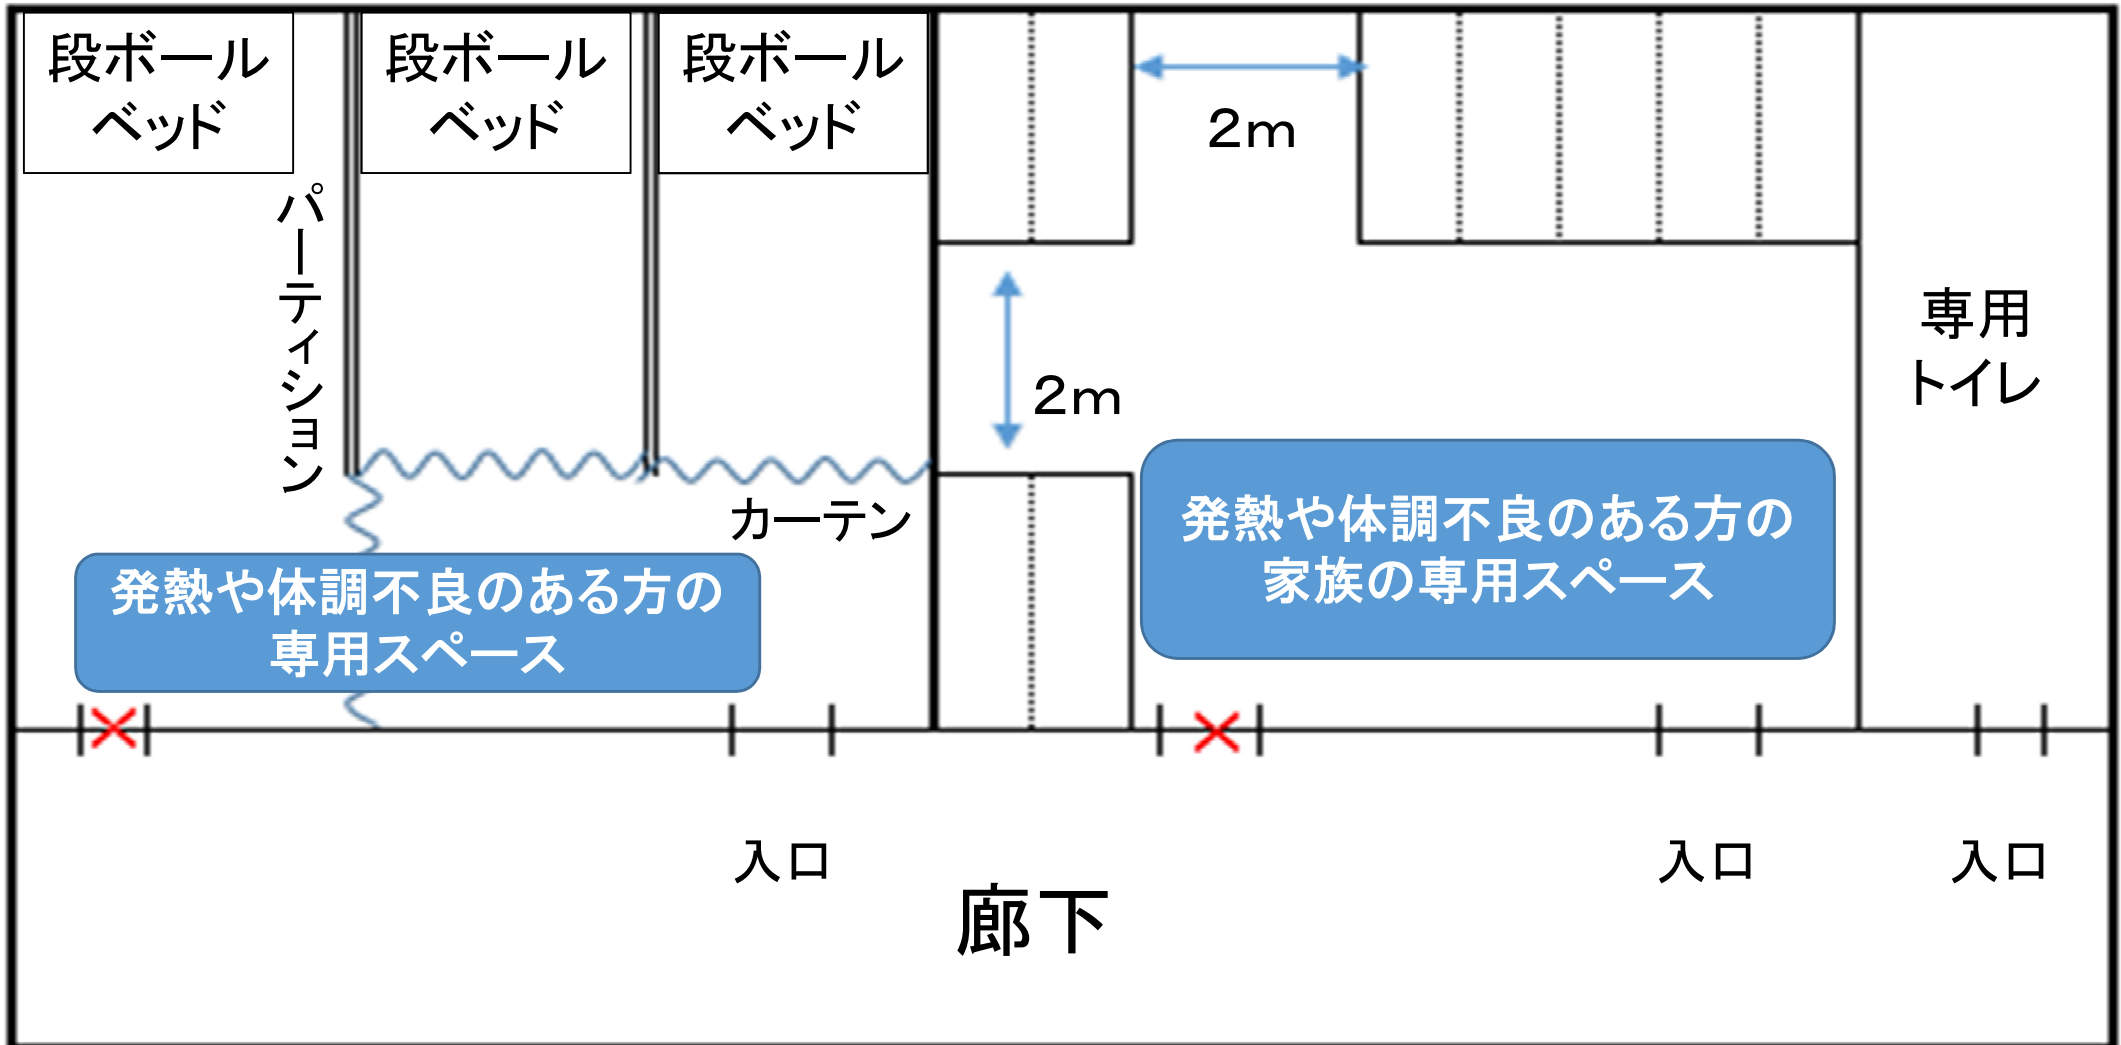 段ボール
ベッド
段ボール
ベッド
段ボール
ベッド
2m
パーティション
2m
専用
トイレ
カーテン
発熱や体調不良のある方の
専用スペース
発熱や体調不良のある方の
家族の専用スペース
入口
入口
入口
廊下